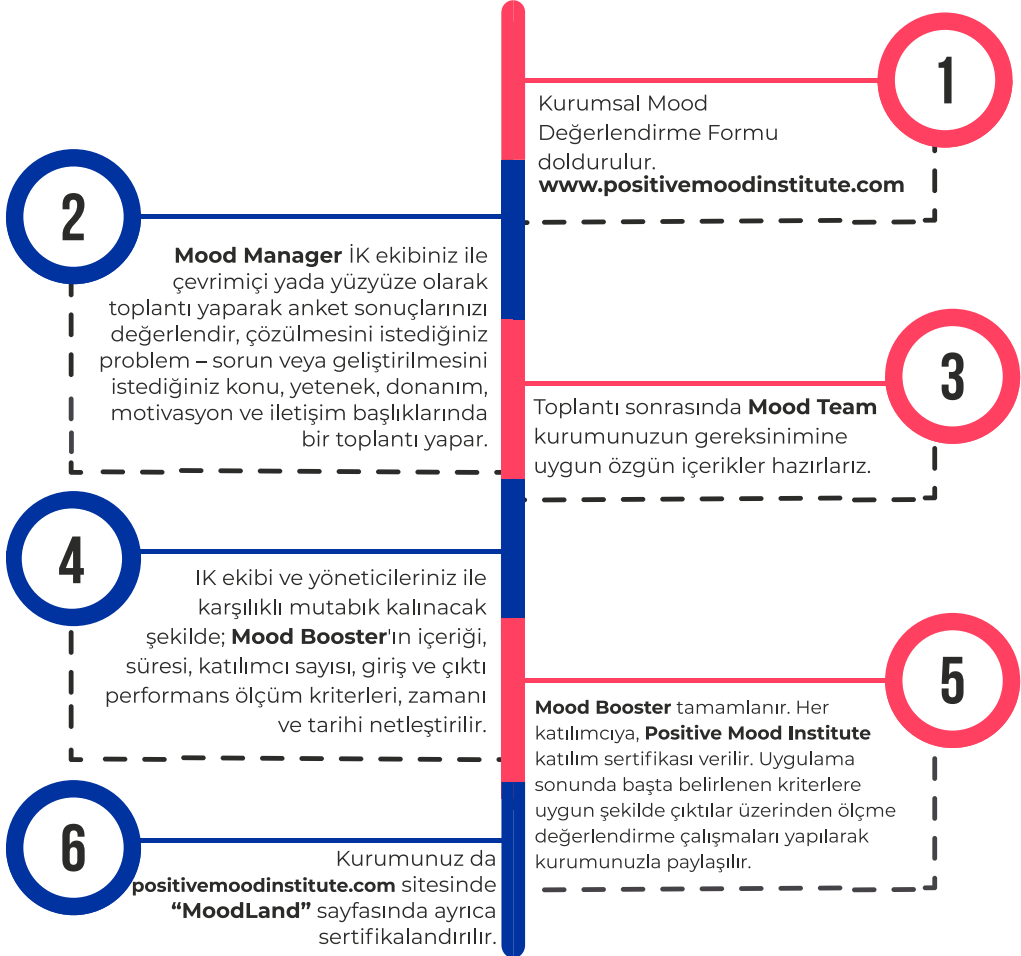 1
Kurumsal Mood
Değerlendirme Formu
doldurulur.
www.positivemoodinstitute.com
2
Mood Manager İK ekibiniz ile
çevrimiçi yada yüzyüze olarak
toplantı yaparak anket sonuçlarınızı
değerlendir, çözülmesini istediğiniz
problem – sorun veya geliştirilmesini
istediğiniz konu, yetenek, donanım,
motivasyon ve iletişim başlıklarında
bir toplantı yapar.
3
Toplantı sonrasında Mood Team
kurumunuzun gereksinimine
uygun özgün içerikler hazırlarız.
4
IK ekibi ve yöneticileriniz ile
karşılıklı mutabık kalınacak
şekilde; Mood Booster'ın içeriği,
süresi, katılımcı sayısı, giriş ve çıktı
performans ölçüm kriterleri, zamanı
ve tarihi netleştirilir.
5
Mood Booster tamamlanır. Her
katılımcıya, Positive Mood Institute
katılım sertifikası verilir. Uygulama
sonunda başta belirlenen kriterlere
uygun şekilde çıktılar üzerinden ölçme
değerlendirme çalışmaları yapılarak
kurumunuzla paylaşılır.
6
Kurumunuz da
positivemoodinstitute.com sitesinde
“MoodLand” sayfasında ayrıca
sertifikalandırılır.